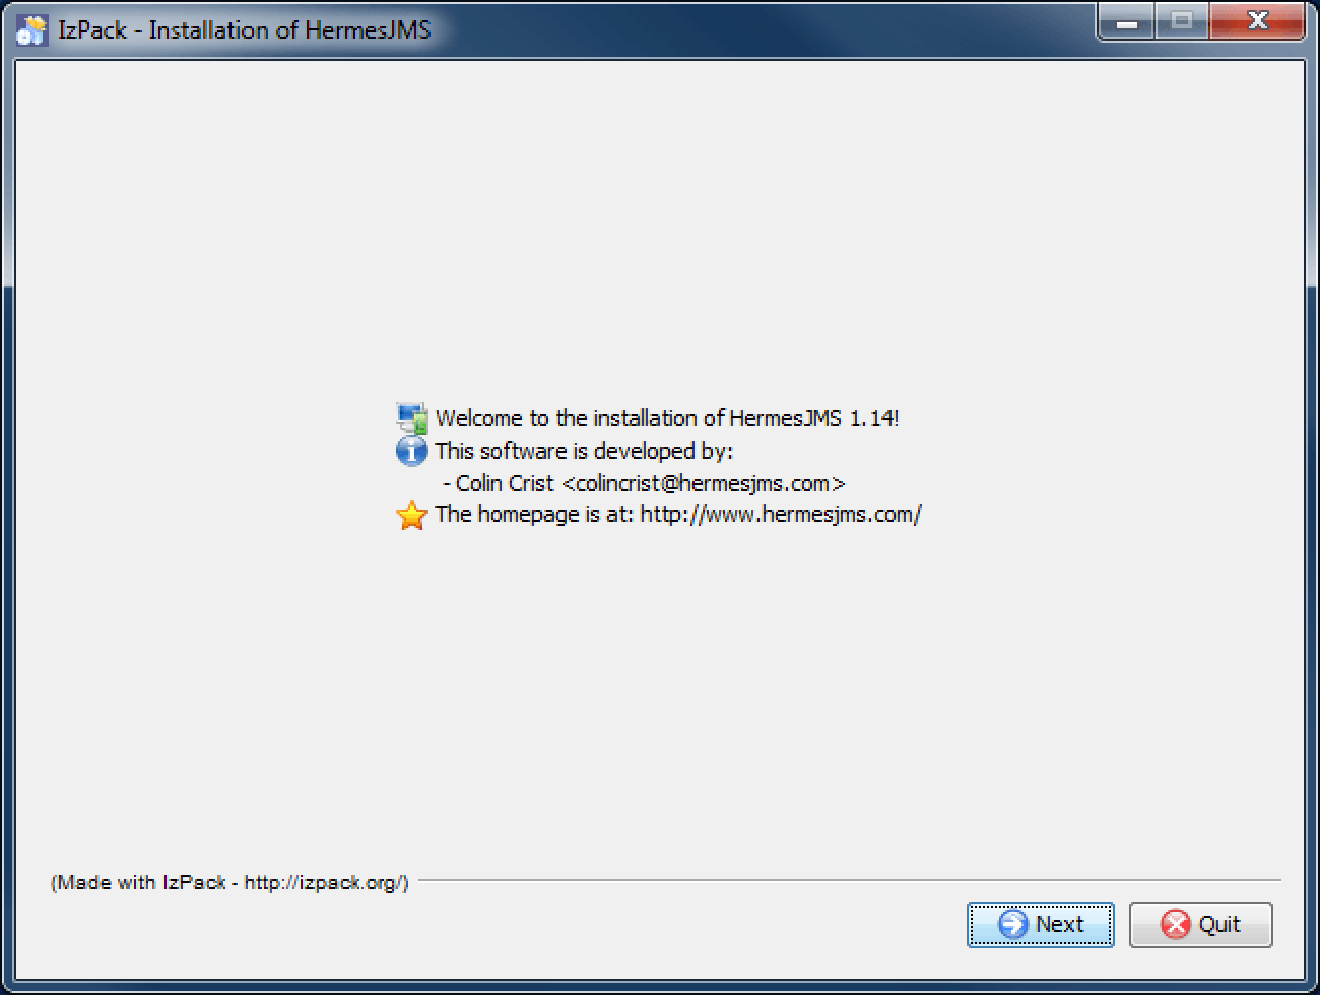 IzPack - Installation of HermesJMS
Welcome to the installation of HermesJMS 1.14!
This software is developed by:
- Colin Crist <colincrist@hermesjms.com>
The homepage is at: http://www.hermesjms.com/
(Made with IzPack - http://izpack.org/)
Next
Quit